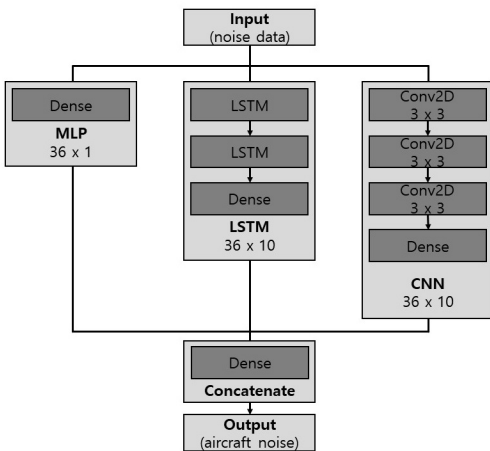 Input
(noise data)
Dense
MLP
36 x 1
LSTM
LSTM
Dense
LSTM
36 x 10
Conv2D
3 x 3
Conv2D
3 x 3
Conv2D
3 x 3
Dense
CNN
36 x 10
Dense
Concatenate
Output
(aircraft noise)